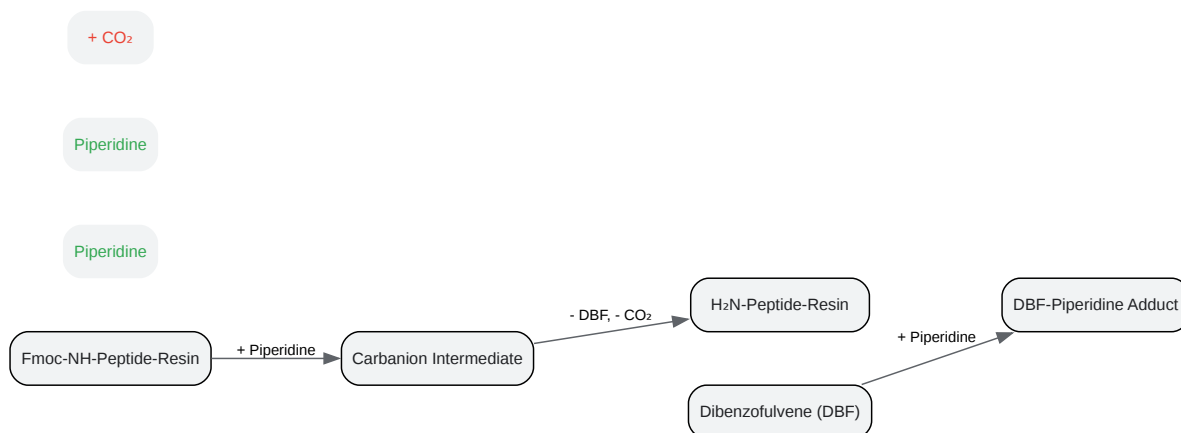 + CO₂
Piperidine
Piperidine
H₂N-Peptide-Resin
DBF-Piperidine Adduct
- DBF, - CO₂
+ Piperidine
Fmoc-NH-Peptide-Resin
+ Piperidine
Carbanion Intermediate
Dibenzofulvene (DBF)